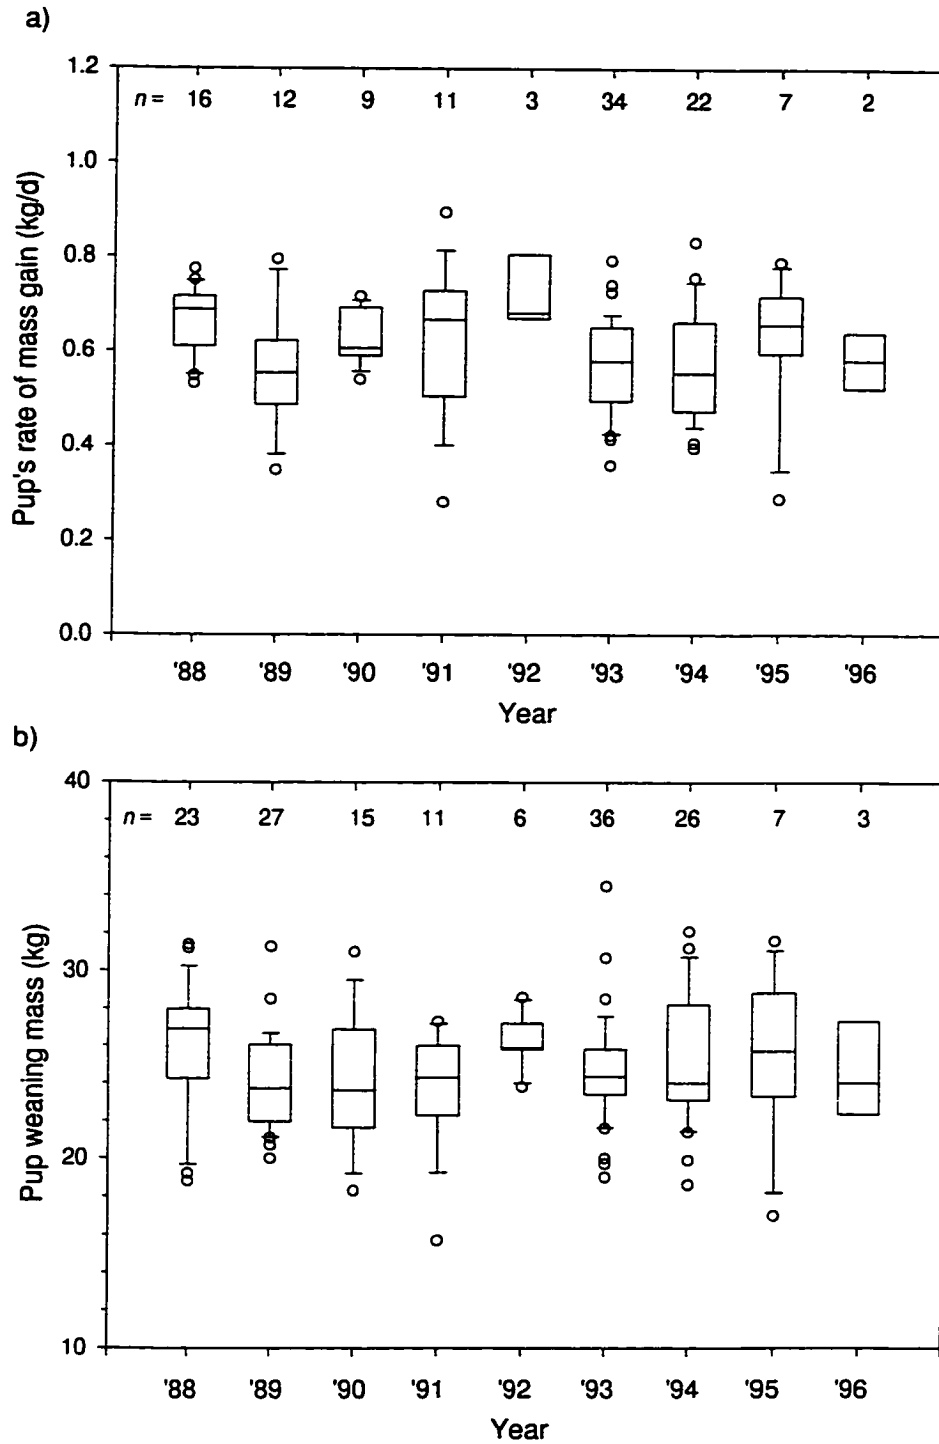 a)
1.2
n = 16 12 9 11 3 34 22 7 2
1.0
0.8
0.6
0.4
0.2
0.0
Pup's rate of mass gain (kg/d)
'88 '89 '90 '91 '92 '93 '94 '95 '96
Year
b)
40
n = 23 27 15 11 6 36 26 7 3
30
20
10
Pup weaning mass (kg)
'88 '89 '90 '91 '92 '93 '94 '95 '96
Year